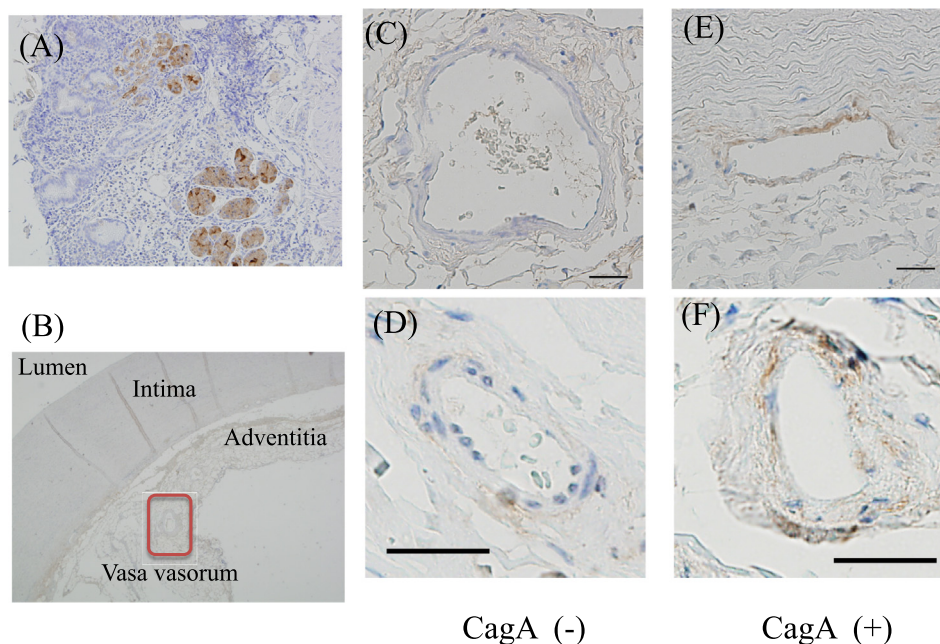 (A)
(C)
(E)
(B)
Lumen
Intima
Adventitia
Vasa vasorum
(D)
(F)
CagA (-)
CagA (+)